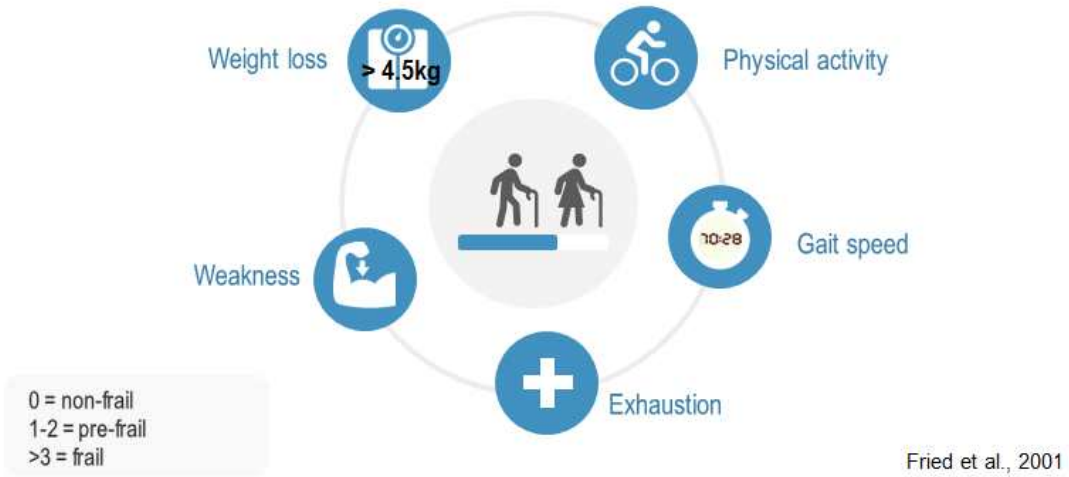 Weight loss
> 4.5kg
Physical activity
70:28
Gait speed
Weakness
Exhaustion
0 = non-frail
1-2 = pre-frail
>3 = frail
Fried et al., 2001